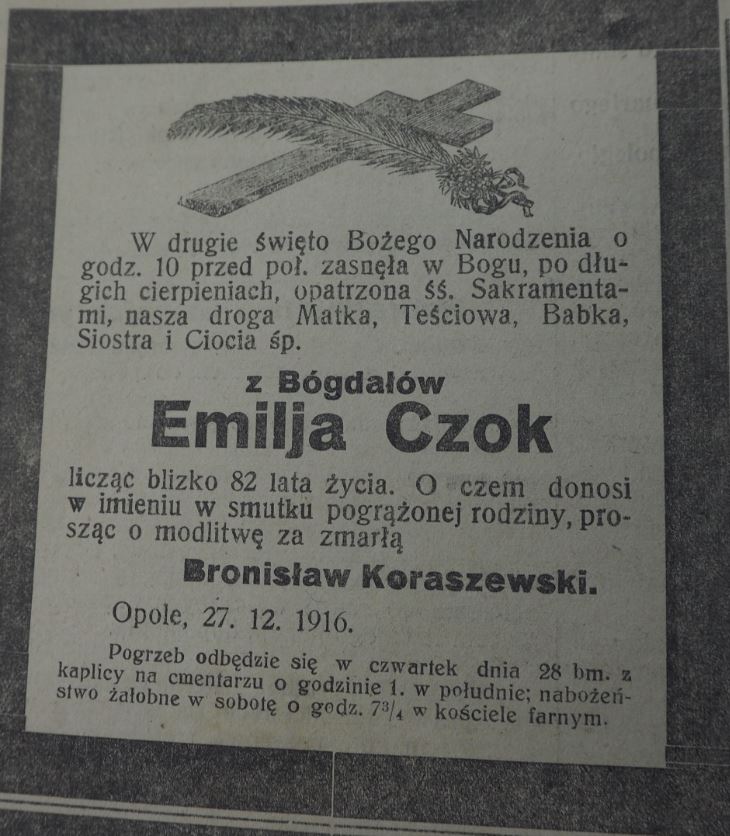 W drugie święto Bożego Narodzenia o
godz. 10 przed poł. zasnęła w Bogu, po dłu-
gich cierpieniach, opatrzona śś. Sakramenta-
mi, nasza droga Matka, Teściowa, Babka,
Siostra i Ciocia śp.
z Bógdałów
Emilja Czok
licząc blizko 82 lata życia. O czem donosi
w imieniu w smutku pogrążonej rodziny, pro-
sząc o modlitwę za zmarłą
Bronisław Koraszewski.
Opole, 27. 12. 1916.
Pogrzeb odbędzie się w czwartek dnia 28 bm. z
kaplicy na cmentarzu o godzinie 1. w południe; nabożeń-
stwo żałobne w sobotę o godz. 7³/₄ w kościele farnym.